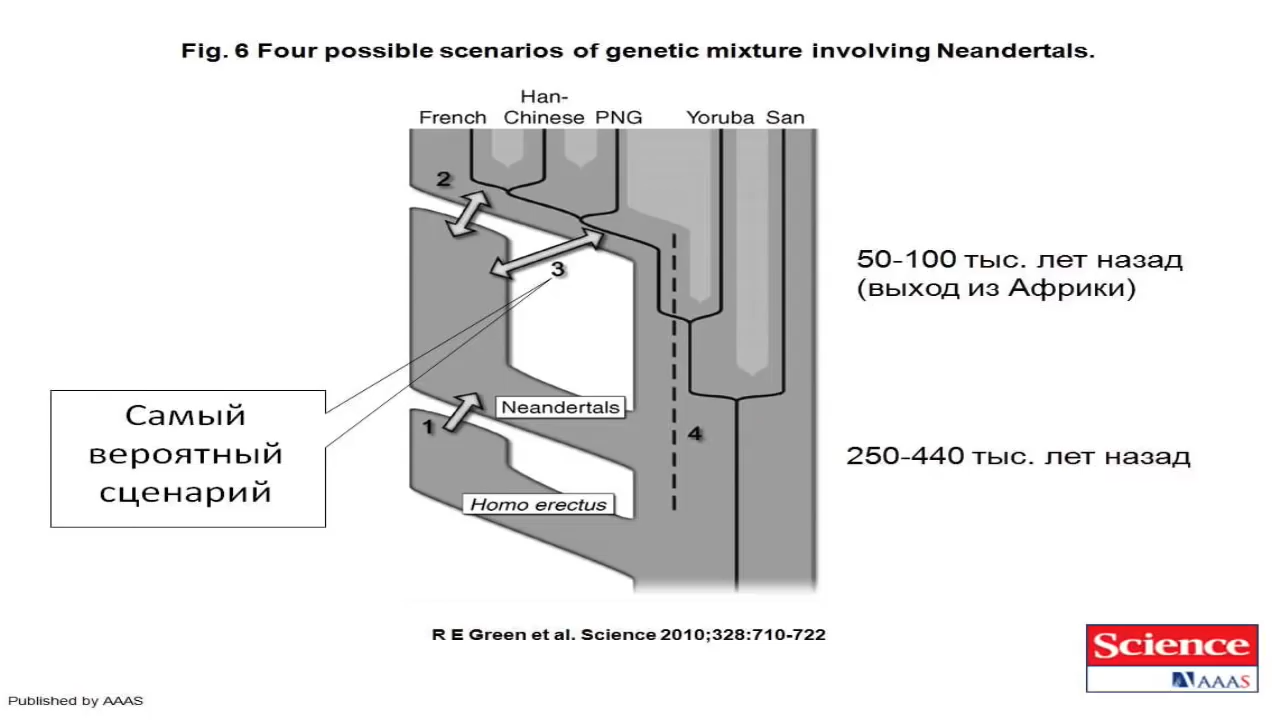 Fig. 6 Four possible scenarios of genetic mixture involving Neandertals.
Han-
French Chinese PNG Yoruba San
2
50-100 тыс. лет назад
(выход из Африки)
3
Самый
вероятный
сценарий
Neandertals
1
4
250-440 тыс. лет назад
Homo erectus
R E Green et al. Science 2010;328:710-722
Science
AAAS
Published by AAAS